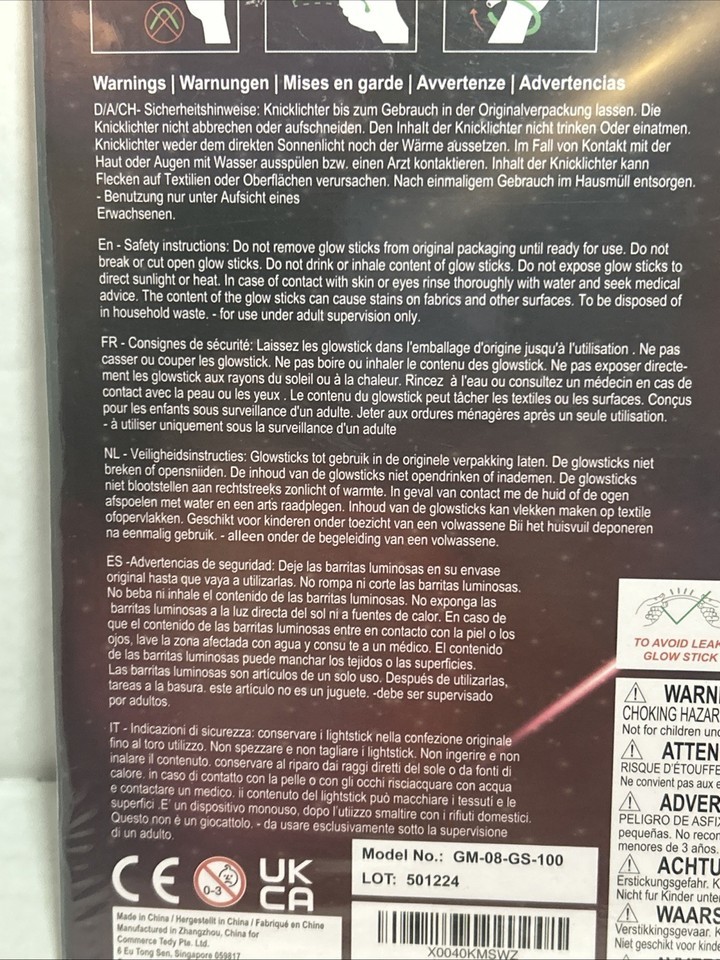 Warnings | Warnungen | Mises en garde | Avvertenze | Advertencias
D/A/CH- Sicherheitshinweise: Knicklichter bis zum Gebrauch in der Originalverpackung lassen. Die
Knicklichter nicht abbrechen oder aufschneiden. Den Inhalt der Knicklichter nicht trinken Oder einatmen.
Knicklichter weder dem direkten Sonnenlicht noch der Wärme aussetzen. Im Fall von Kontakt mit der
Haut oder Augen mit Wasser ausspülen bzw. einen Arzt kontaktieren. Inhalt der Knicklichter kann
Flecken auf Textilien oder Oberflächen verursachen. Nach einmaligem Gebrauch im Hausmüll entsorgen.
- Benutzung nur unter Aufsicht eines
Erwachsenen.
En - Safety instructions: Do not remove glow sticks from original packaging until ready for use. Do not
break or cut open glow sticks. Do not drink or inhale content of glow sticks. Do not expose glow sticks to
direct sunlight or heat. In case of contact with skin or eyes rinse thoroughly with water and seek medical
advice. The content of the glow sticks can cause stains on fabrics and other surfaces. To be disposed of
in household waste. - for use under adult supervision only.
FR - Consignes de sécurité: Laissez les glowstick dans l'emballage d'origine jusqu'à l'utilisation . Ne pas
casser ou couper les glowstick. Ne pas boire ou inhaler le contenu des glowstick. Ne pas exposer directe-
ment les glowstick aux rayons du soleil ou à la chaleur. Rincez à l'eau ou consultez un médecin en cas de
contact avec la peau ou les yeux . Le contenu du glowstick peut tâcher les textiles ou les surfaces. Conçus
pour les enfants sous surveillance d'un adulte. Jeter aux ordures ménagères après un seule utilisation.
- à utiliser uniquement sous la surveillance d'un adulte
NL - Veiligheidsinstructies: Glowsticks tot gebruik in de originele verpakking laten. De glowsticks niet
breken of opensniiden. De inhoud van de glowsticks niet opendrinken of inademen. De glowsticks
niet blootstellen aan rechtstreeks zonlicht of warmte. In geval van contact me de huid of de ogen
afspoelen met water en een arts raadplegen. Inhoud van de glowsticks kan vlekken maken op textile
ofopervlakken. Geschikt voor kinderen onder toezicht van een volwassene Bii het huisvuil deponeren
na eenmalig gebruik. - alleen onder de begeleiding van een volwassene.
ES -Advertencias de seguridad: Deje las barritas luminosas en su envase
original hasta que vaya a utilizarlas. No rompa ni corte las barritas luminosas.
No beba ni inhale el contenido de las barritas luminosas. No exponga las
barritas luminosas a la luz directa del sol ni a fuentes de calor. En caso de
que el contenido de las barritas luminosas entre en contacto con la piel o los
ojos, lave la zona afectada con agua y consu te a un médico. El contenido
de las barritas luminosas puede manchar los tejidos o las superficies.
Las barritas luminosas son artículos de un solo uso. Después de utilizarlas,
tareas a la basura. este artículo no es un juguete. -debe ser supervisado
por adultos.
IT - Indicazioni di sicurezza: conservare i lightstick nella confezione originale
fino al toro utilizzo. Non spezzare e non tagliare i lightstick. Non ingerire e non
inalare il contenuto. conservare al riparo dai raggi diretti del sole o da fonti di
calore. in caso di contatto con la pelle o con gli occhi risciacquare con acqua
e contactare un medico. ii contenuto del lightstick può macchiare i tessuti e le
superfici .E' un dispositivo monouso, dopo l'utiizzo smaltire con i rifiuti domestici.
Questo non è un giocattolo. - da usare esclusivamente sotto la supervisione
di un adulto.
TO AVOID LEAK
GLOW STICK
WARNI
CHOKING HAZAR
Not for children und
ATTEN
RISQUE D'ÉTOUFFE
Ne convient pas aux e
ADVER
PELIGRO DE ASFIX
pequeñas. No recor
menores de 3 años.
ACHTU
Erstickungsgefahr. K
Nicht fur Kinder unte
WAARS
Verstikkingsgevaar. K
Niet geschikt voor kinde
CE
0-3
UK
CA
Model No.: GM-08-GS-100
LOT: 501224
Made in China / Hergestellt in China / Fabriqué en Chine
Manufactured in Zhangzhou, China for
Commerce Tedy Pte. Ltd.
6 Eu Tong Sen, Singapore 059817
X0040KMSWZ